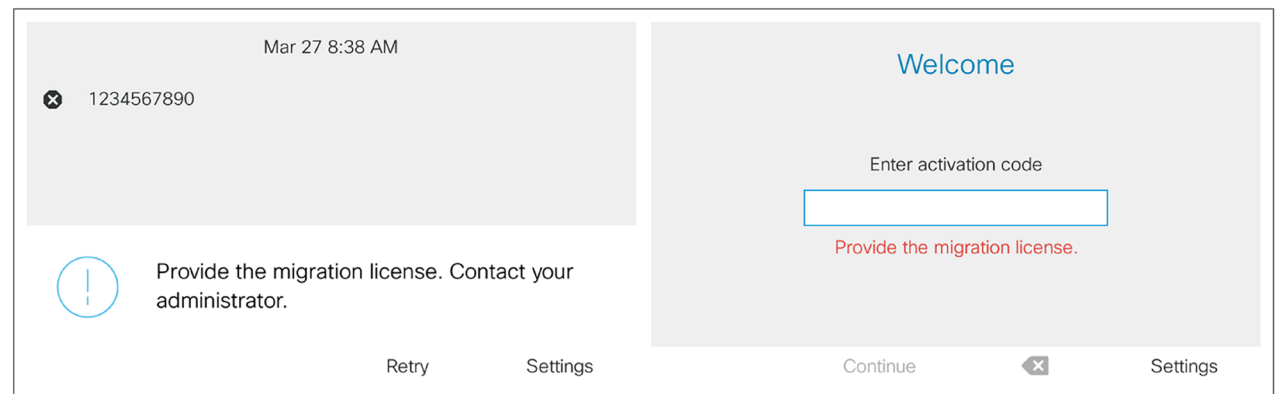 Mar 27 8:38 AM
1234567890
Provide the migration license. Contact your
administrator.
Retry Settings
Welcome
Enter activation code
Provide the migration license.
Continue Settings